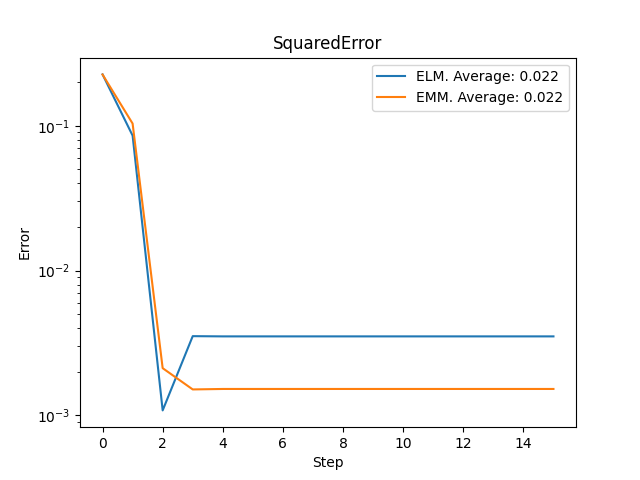 SquaredError
ELM. Average: 0.022
EMM. Average: 0.022
Error
10⁻¹
10⁻²
10⁻³
0 2 4 6 8 10 12 14
Step